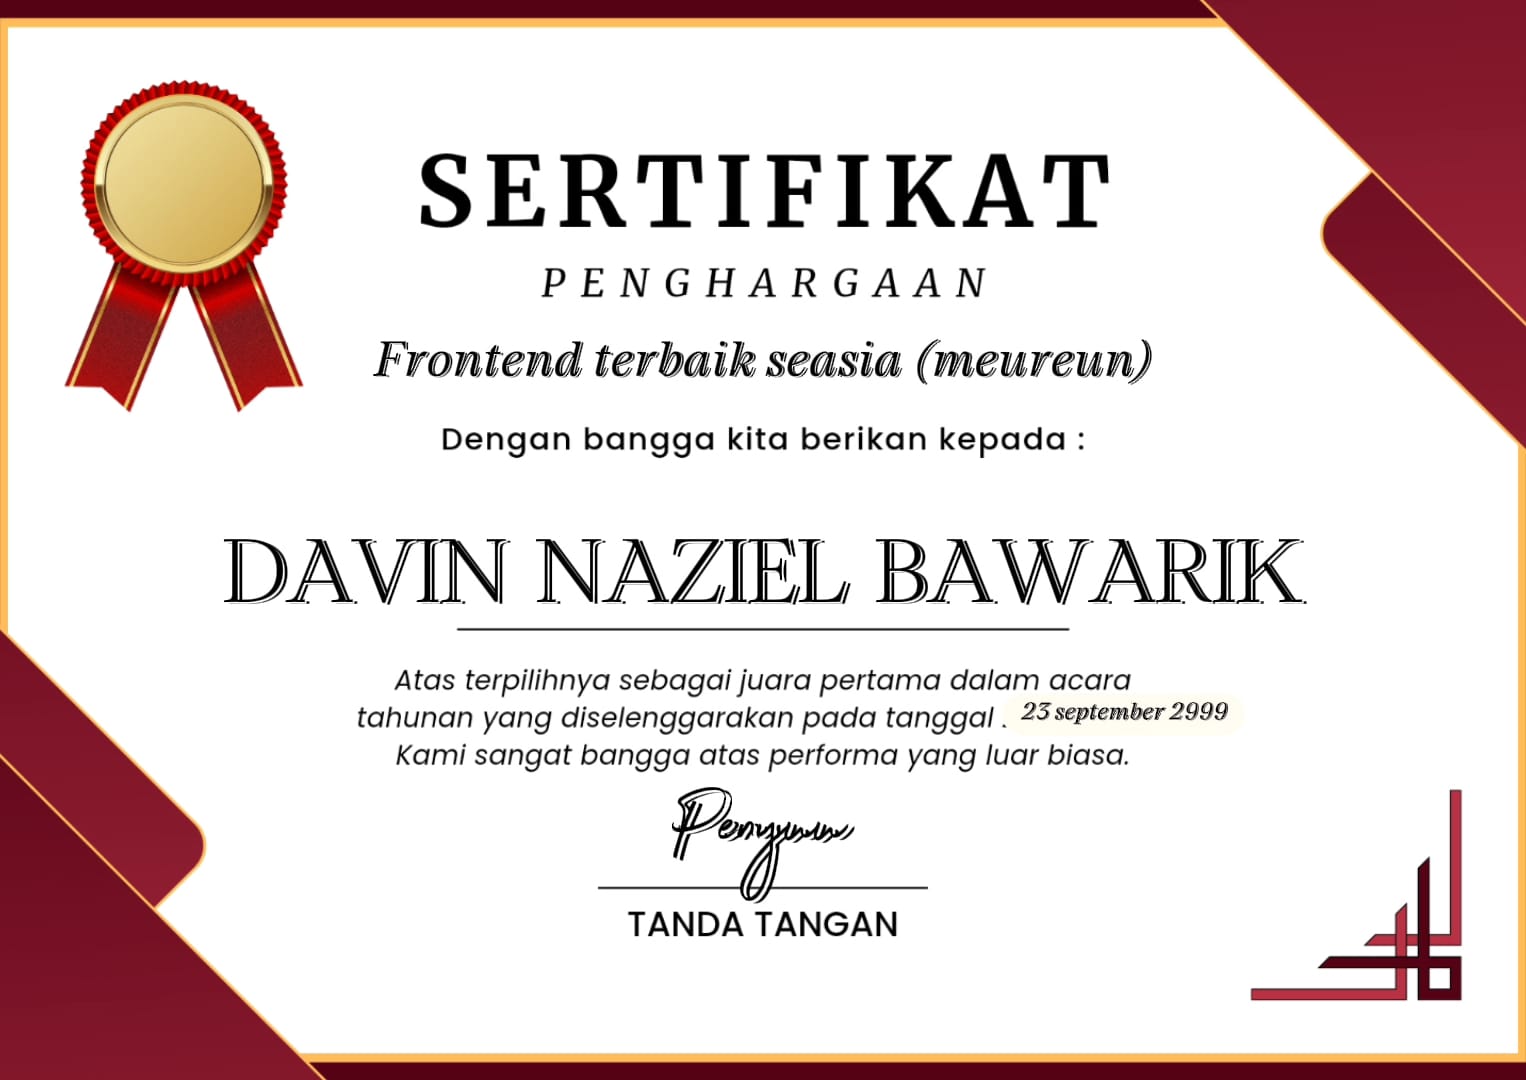 SERTIFIKAT
PENGHARGAAN
Frontend terbaik seasia (meureun)
Dengan bangga kita berikan kepada :
DAVIN NAZIEL BAWARIK
Atas terpilihnya sebagai juara pertama dalam acara
tahunan yang diselenggarakan pada tanggal . 23 september 2999
Kami sangat bangga atas performa yang luar biasa.
TANDA TANGAN